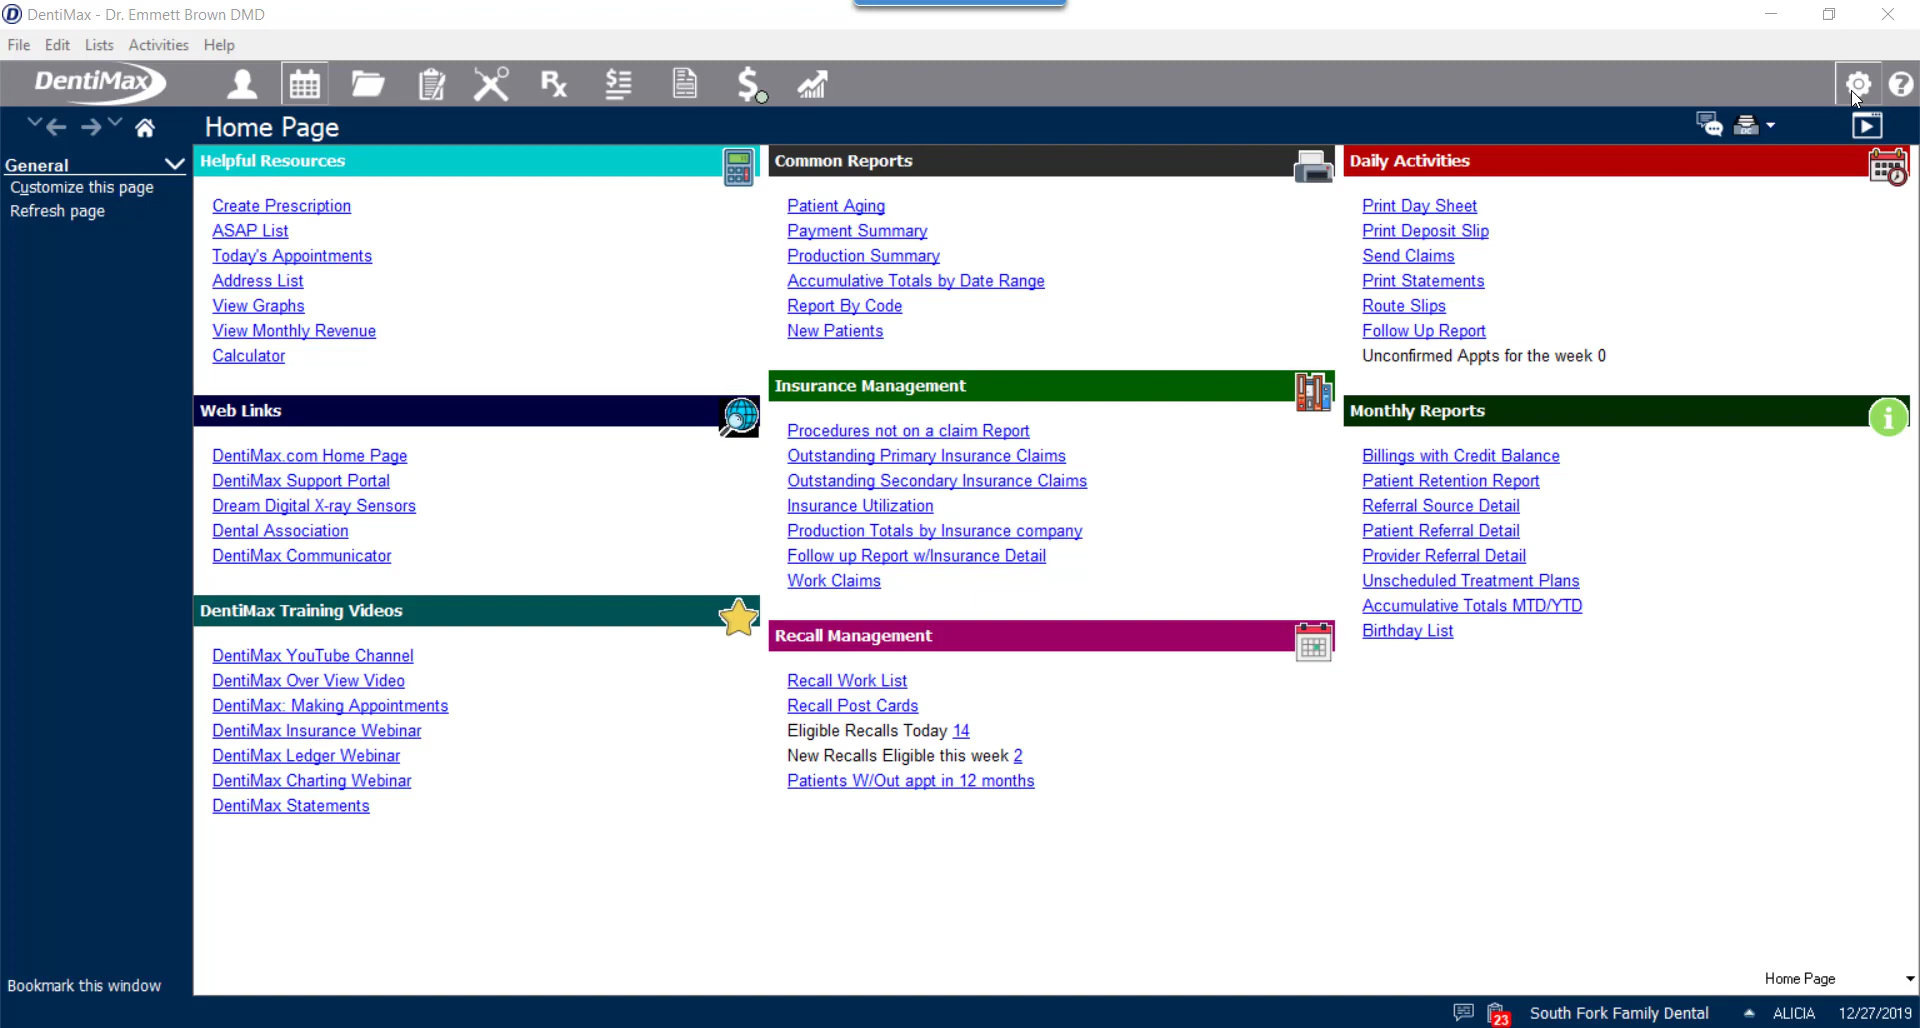 DentiMax - Dr. Emmett Brown DMD
File Edit Lists Activities Help
DentiMax
Rx
Home Page
DC
General
Customize this page
Refresh page
Bookmark this window
Helpful Resources
Create Prescription
ASAP List
Today's Appointments
Address List
View Graphs
View Monthly Revenue
Calculator
Web Links
DentiMax.com Home Page
DentiMax Support Portal
Dream Digital X-ray Sensors
Dental Association
DentiMax Communicator
DentiMax Training Videos
DentiMax YouTube Channel
DentiMax Over View Video
DentiMax: Making Appointments
DentiMax Insurance Webinar
DentiMax Ledger Webinar
DentiMax Charting Webinar
DentiMax Statements
Common Reports
Patient Aging
Payment Summary
Production Summary
Accumulative Totals by Date Range
Report By Code
New Patients
Insurance Management
Procedures not on a claim Report
Outstanding Primary Insurance Claims
Outstanding Secondary Insurance Claims
Insurance Utilization
Production Totals by Insurance company
Follow up Report w/Insurance Detail
Work Claims
Recall Management
Recall Work List
Recall Post Cards
Eligible Recalls Today 14
New Recalls Eligible this week 2
Patients W/Out appt in 12 months
Daily Activities
Print Day Sheet
Print Deposit Slip
Send Claims
Print Statements
Route Slips
Follow Up Report
Unconfirmed Appts for the week 0
Monthly Reports
Billings with Credit Balance
Patient Retention Report
Referral Source Detail
Patient Referral Detail
Provider Referral Detail
Unscheduled Treatment Plans
Accumulative Totals MTD/YTD
Birthday List
Home Page
23 South Fork Family Dental ALICIA 12/27/2019